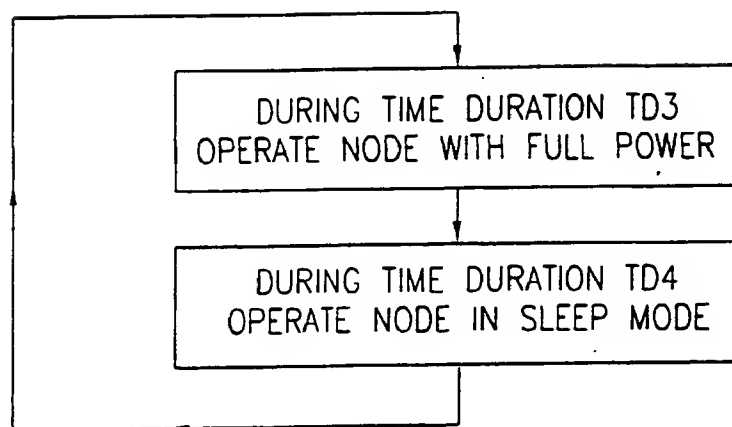 DURING TIME DURATION TD3
OPERATE NODE WITH FULL POWER
DURING TIME DURATION TD4
OPERATE NODE IN SLEEP MODE